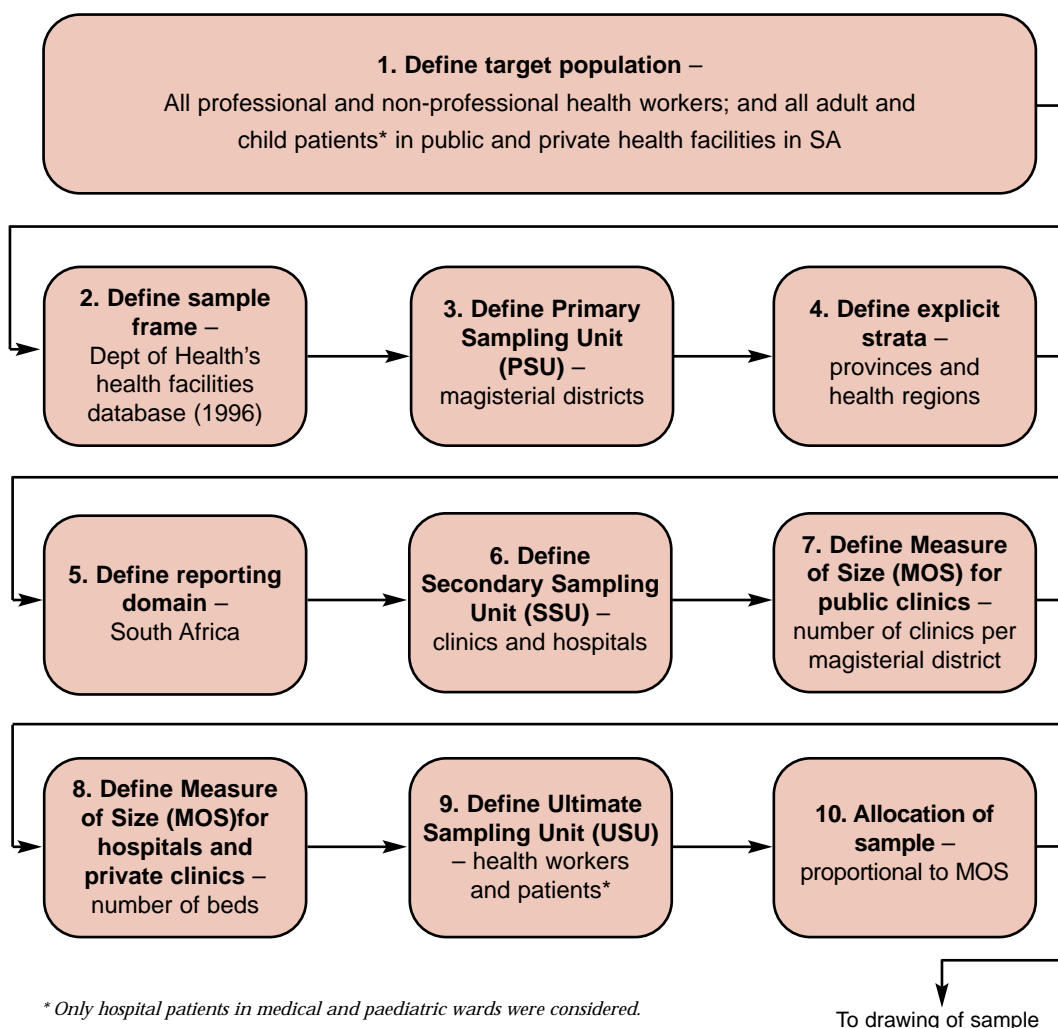 1. Define target population –
All professional and non-professional health workers; and all adult and
child patients* in public and private health facilities in SA
2. Define sample
frame –
Dept of Health's
health facilities
database (1996)
3. Define Primary
Sampling Unit
(PSU) –
magisterial districts
4. Define explicit
strata –
provinces and
health regions
5. Define reporting
domain –
South Africa
6. Define
Secondary Sampling
Unit (SSU) –
clinics and hospitals
7. Define Measure
of Size (MOS) for
public clinics –
number of clinics per
magisterial district
8. Define Measure
of Size (MOS)for
hospitals and
private clinics –
number of beds
9. Define Ultimate
Sampling Unit (USU)
– health workers
and patients*
10. Allocation of
sample –
proportional to MOS
* Only hospital patients in medical and paediatric wards were considered.
To drawing of sample